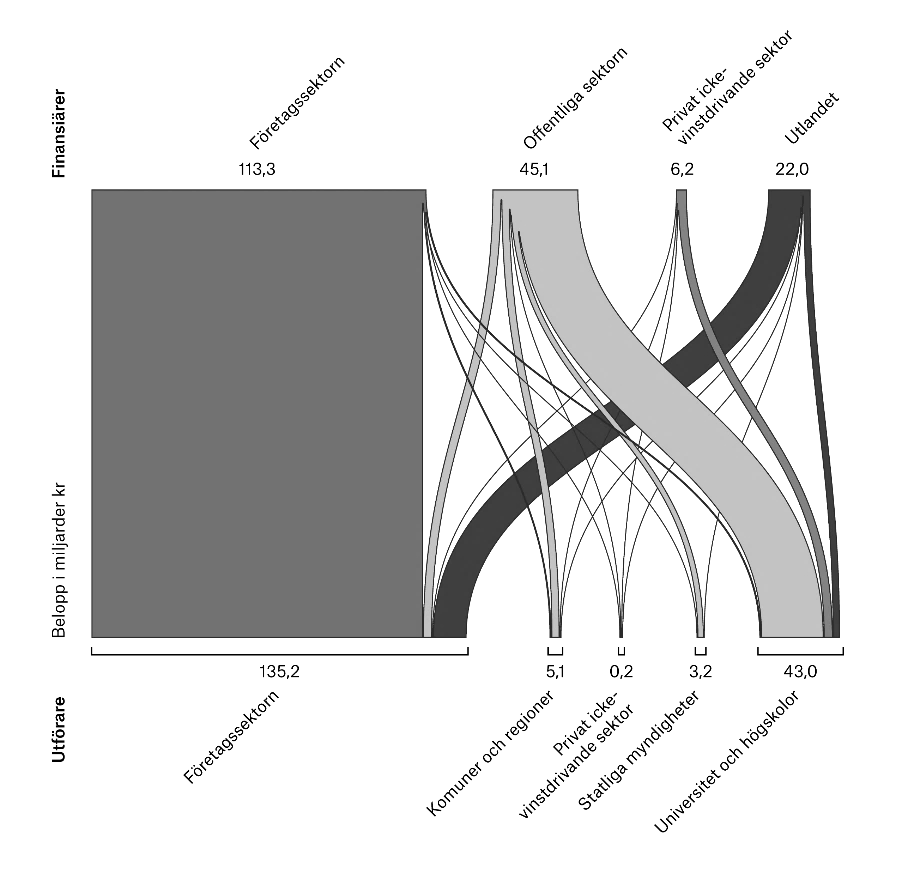 Finansiärer
Företagssektorn
Offentliga sektorn
Privat icke-
vinstdrivande sektor
Utlandet
113,3
45,1
6,2
22,0
Belopp i miljarder kr
135,2
5,1
0,2
3,2
43,0
Utförare
Företagssektorn
Komuner och regioner
Privat icke-
vinstdrivande sektor
Statliga myndigheter
Universitet och högskolor